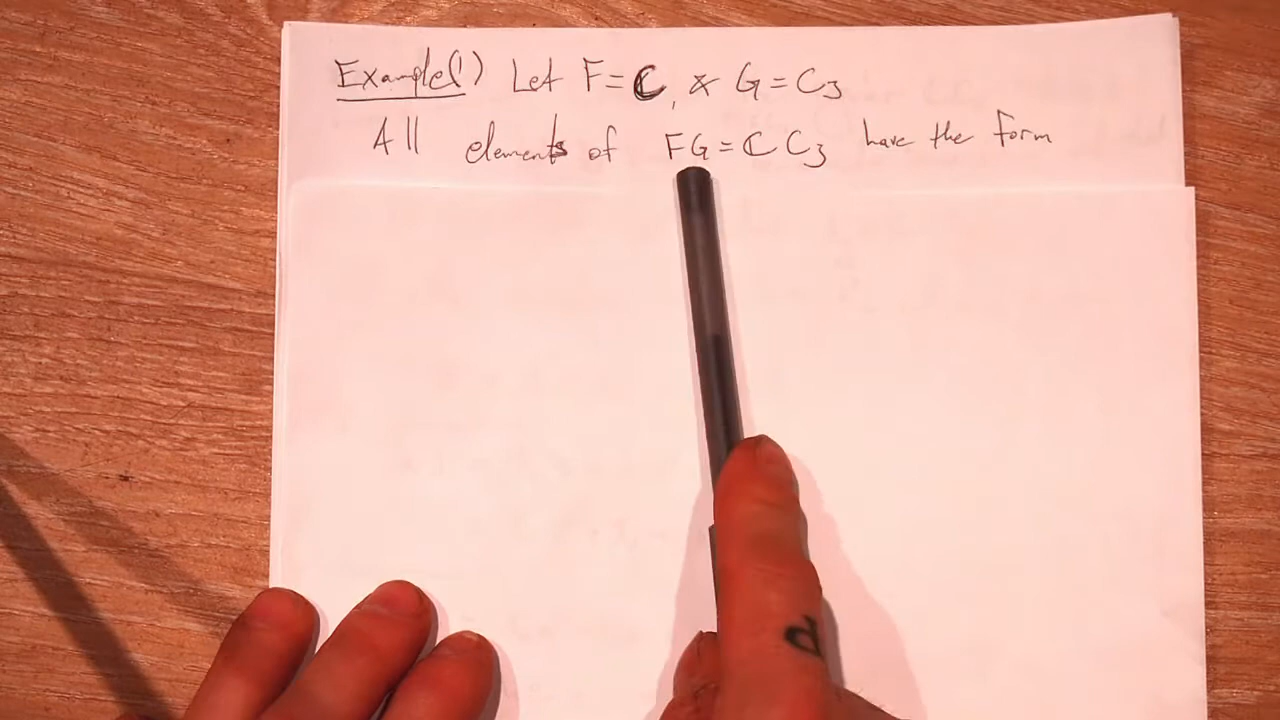 Example(1) Let F=ℂ, & G=C₃
All elements of FG=ℂC₃ have the form